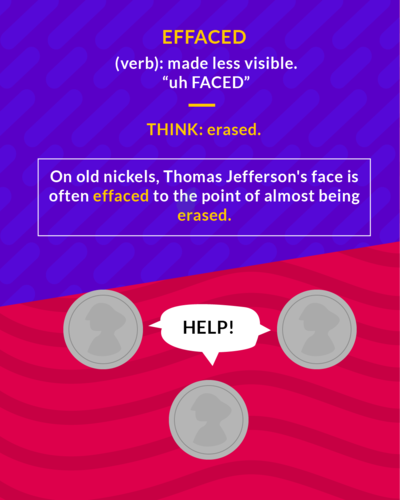 EFFACED
(verb): made less visible.
“uh FACED”
THINK: erased.
On old nickels, Thomas Jefferson's face is
often effaced to the point of almost being
erased.
HELP!